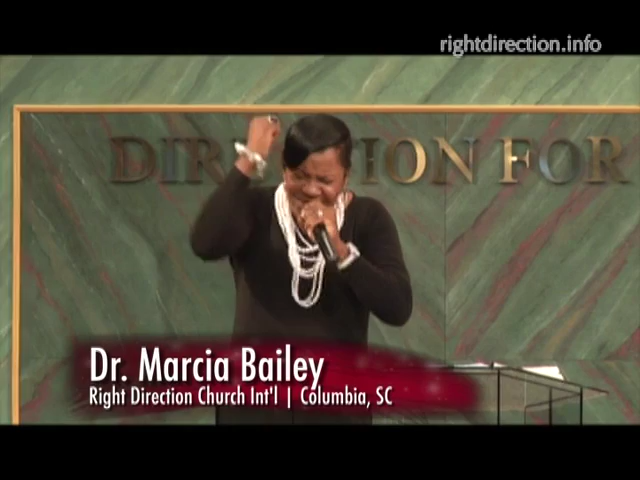 rightdirection.info
DIRECTION FOR
Dr. Marcia Bailey
Right Direction Church Int'l | Columbia, SC